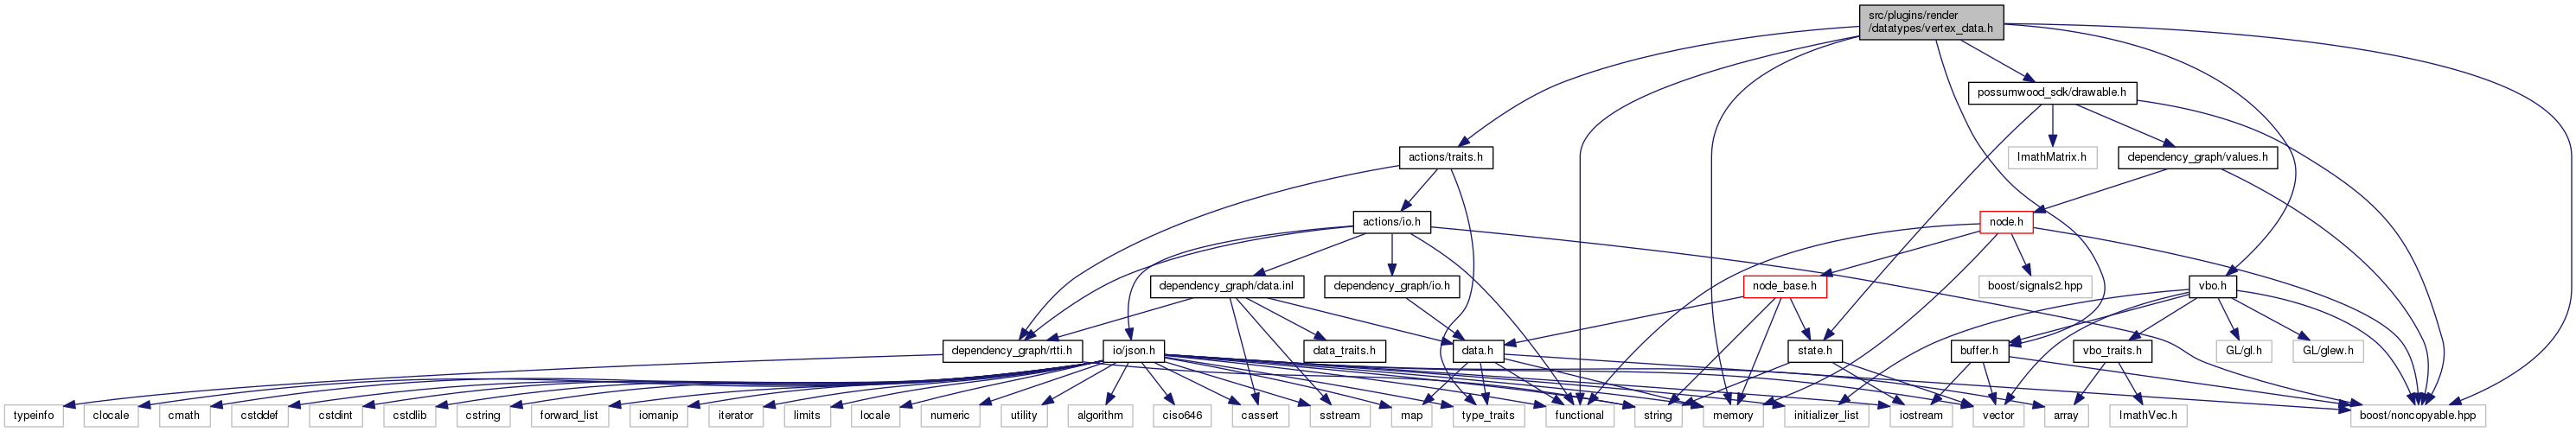 src/plugins/render
/datatypes/vertex_data.h
possumwood_sdk/drawable.h
actions/traits.h
ImathMatrix.h
dependency_graph/values.h
actions/io.h
node.h
dependency_graph/data.inl
dependency_graph/io.h
node_base.h
boost/signals2.hpp
vbo.h
dependency_graph/rtti.h
io/json.h
data_traits.h
data.h
state.h
buffer.h
vbo_traits.h
GL/gl.h
GL/glew.h
typeinfo
clocale
cmath
cstddef
cstdint
cstdlib
cstring
forward_list
iomanip
iterator
limits
locale
numeric
utility
algorithm
ciso646
cassert
sstream
map
type_traits
functional
string
memory
initializer_list
iostream
vector
array
ImathVec.h
boost/noncopyable.hpp